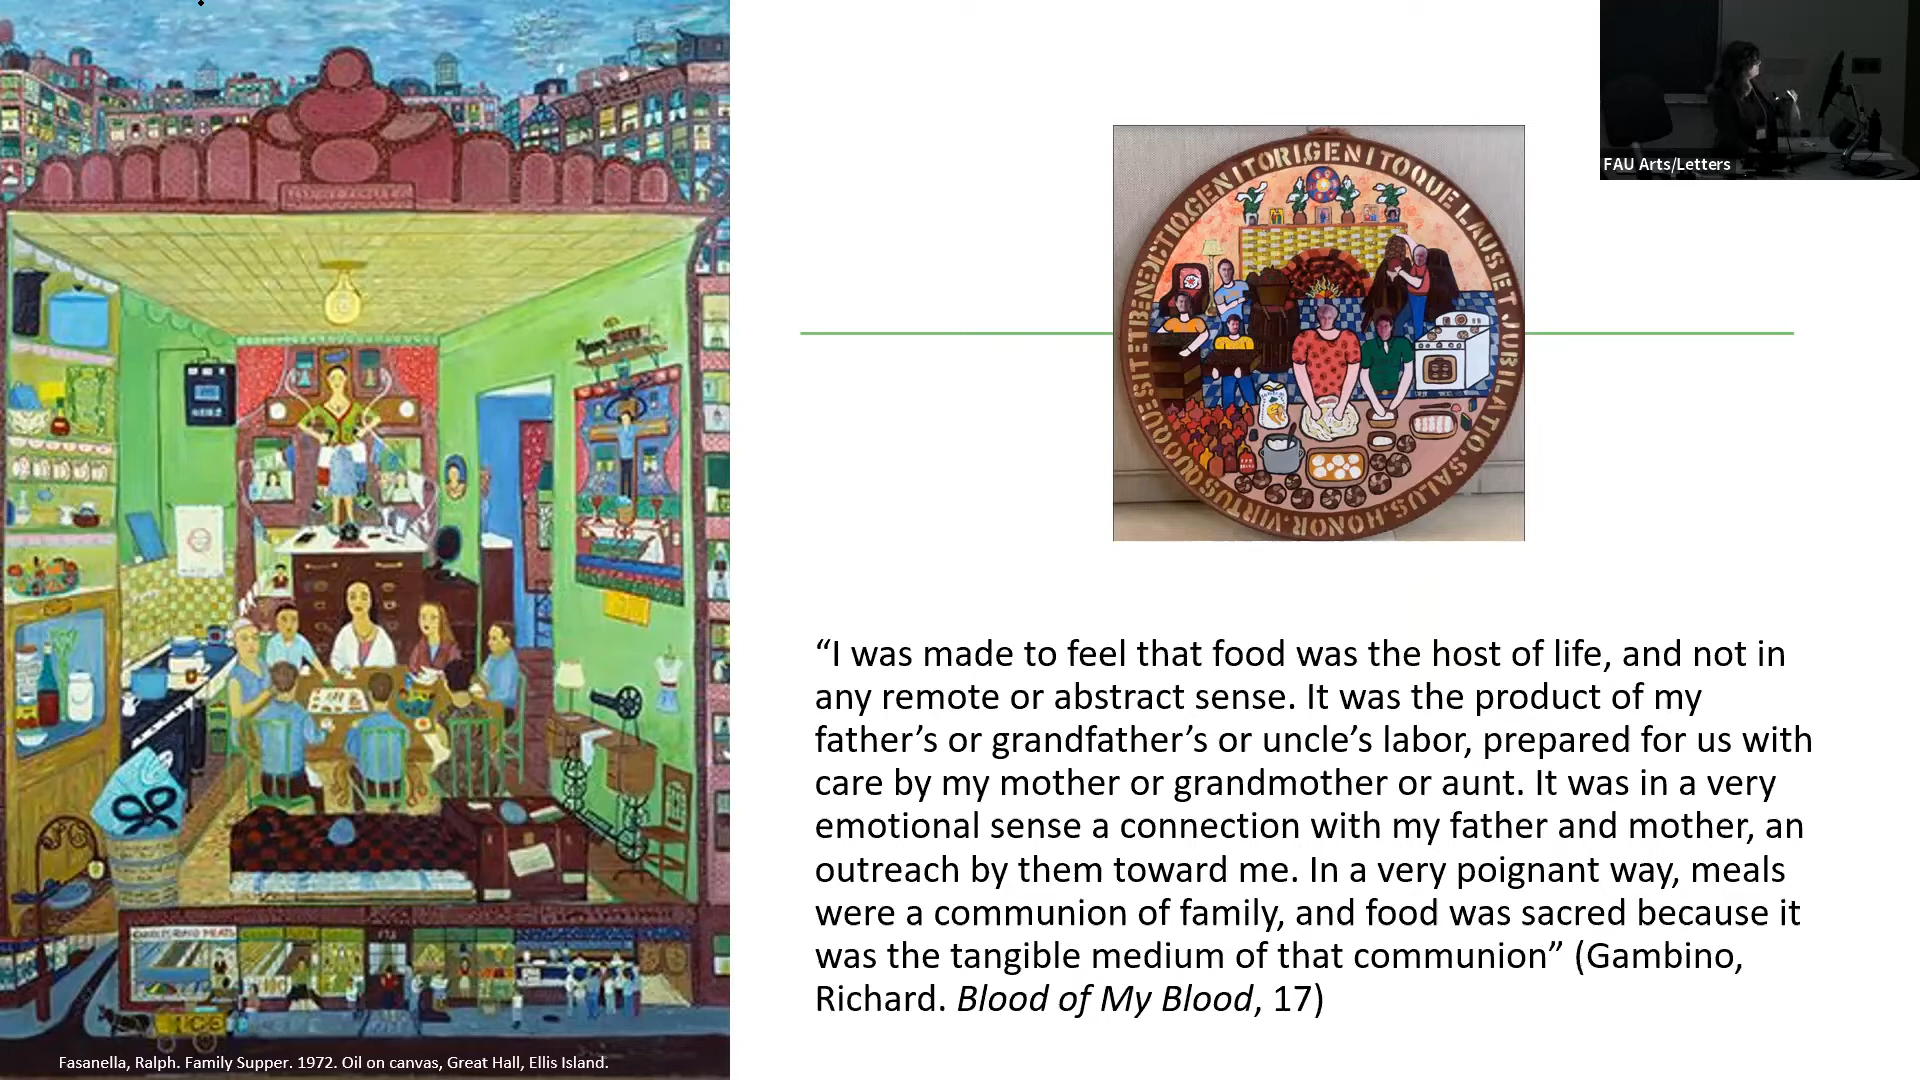 FAU Arts/Letters
GENITORI.GENITOQUE LAUS ET JUBILATIO.SALUS.HONOR.VIRTUSQUOQUE SIT ET BENEDICTIO
“I was made to feel that food was the host of life, and not in
any remote or abstract sense. It was the product of my
father’s or grandfather’s or uncle’s labor, prepared for us with
care by my mother or grandmother or aunt. It was in a very
emotional sense a connection with my father and mother, an
outreach by them toward me. In a very poignant way, meals
were a communion of family, and food was sacred because it
was the tangible medium of that communion” (Gambino,
Richard. Blood of My Blood, 17)
ICE
Fasanella, Ralph. Family Supper. 1972. Oil on canvas, Great Hall, Ellis Island.